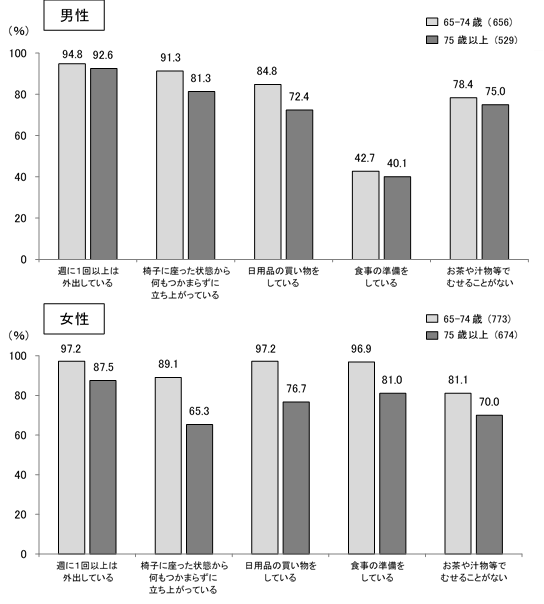 男性
(%)
65-74歳(656)
75歳以上(529)
100
80
60
40
20
0
94.8 92.6
91.3 81.3
84.8 72.4
42.7 40.1
78.4 75.0
週に1回以上は
外出している
椅子に座った状態から
何もつかまらずに
立ち上がっている
日用品の買い物を
している
食事の準備を
している
お茶や汁物等で
むせることがない
女性
(%)
65-74歳(773)
75歳以上(674)
100
80
60
40
20
0
97.2 87.5
89.1 65.3
97.2 76.7
96.9 81.0
81.1 70.0
週に1回以上は
外出している
椅子に座った状態から
何もつかまらずに
立ち上がっている
日用品の買い物を
している
食事の準備を
している
お茶や汁物等で
むせることがない